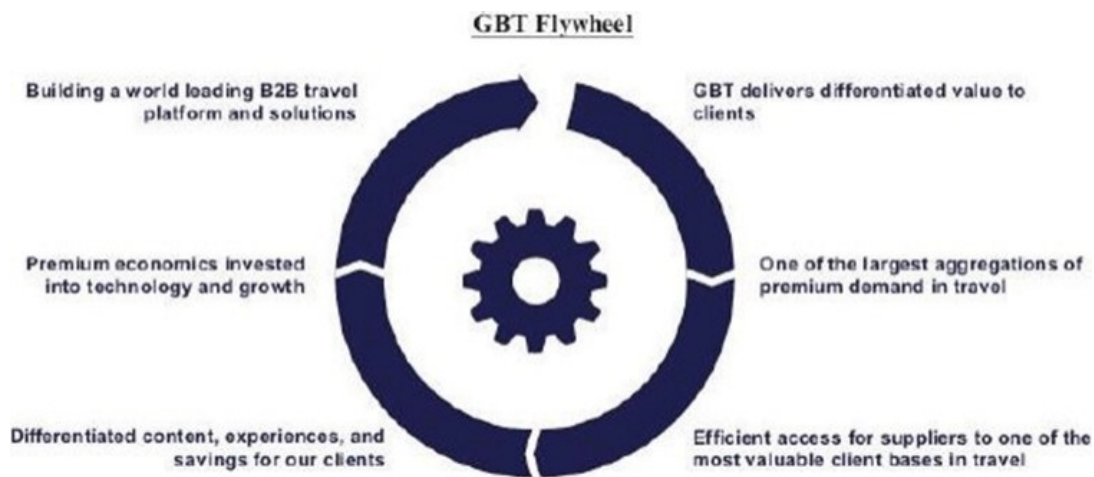 GBT Flywheel
Building a world leading B2B travel
platform and solutions
GBT delivers differentiated value to
clients
Premium economics invested
into technology and growth
One of the largest aggregations of
premium demand in travel
Differentiated content, experiences, and
savings for our clients
Efficient access for suppliers to one of the
most valuable client bases in travel